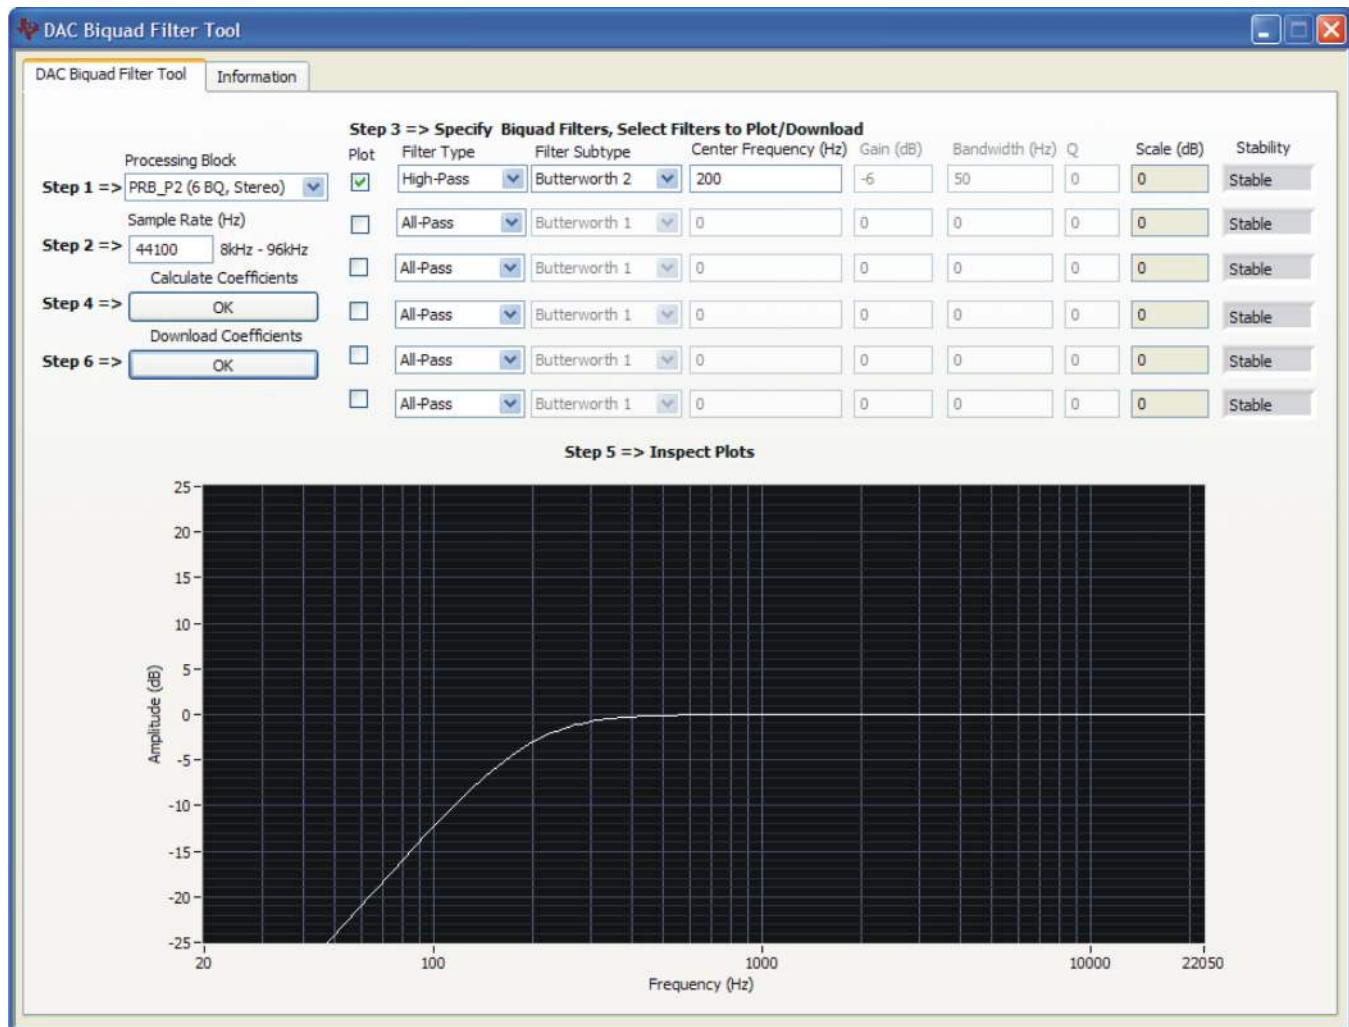 DAC Biquad Filter Tool
DAC Biquad Filter Tool Information
Step 3 => Specify Biquad Filters, Select Filters to Plot/Download
Processing Block Plot Filter Type Filter Subtype Center Frequency (Hz) Gain (dB) Bandwidth (Hz) Q Scale (dB) Stability
Step 1 => PRB_P2 (6 BQ, Stereo) High-Pass Butterworth 2 200 -6 50 0 0 Stable
Sample Rate (Hz)
All-Pass Butterworth 1 0 0 0 0 0 Stable
Step 2 => 44100 8kHz - 96kHz
All-Pass Butterworth 1 0 0 0 0 0 Stable
Calculate Coefficients
Step 4 => OK
All-Pass Butterworth 1 0 0 0 0 0 Stable
Download Coefficients
Step 6 => OK
All-Pass Butterworth 1 0 0 0 0 0 Stable
All-Pass Butterworth 1 0 0 0 0 0 Stable
Step 5 => Inspect Plots
25
20
15
10
5
0
-5
-10
-15
-20
-25
Amplitude (dB)
20 100 1000 10000 22050
Frequency (Hz)